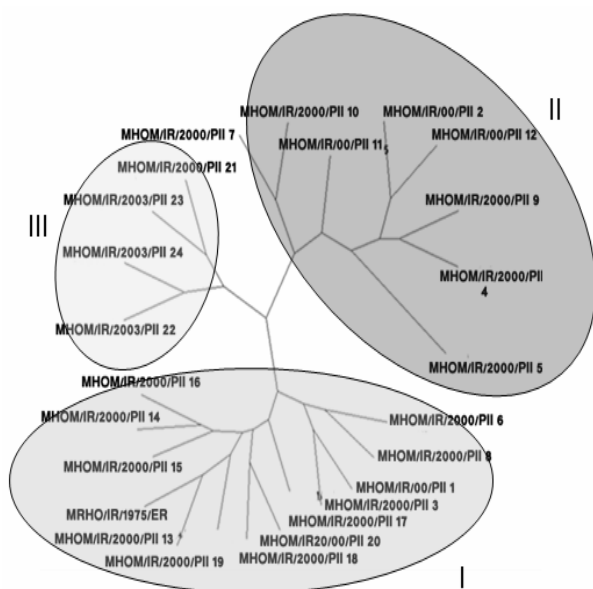 MHOM/IR/2000/PII 10
MHOM/IR/00/PII 2
II
MHOM/IR/2000/PII 7
MHOM/IR/00/PII 12
MHOM/IR/00/PII 11
5
MHOM/IR/2000/PII 21
MHOM/IR/2003/PII 23
MHOM/IR/2000/PII 9
III
MHOM/IR/2003/PII 24
MHOM/IR/2000/PII
4
MHOM/IR/2003/PII 22
MHOM/IR/2000/PII 5
MHOM/IR/2000/PII 16
MHOM/IR/2000/PII 14
MHOM/IR/2000/PII 6
MHOM/IR/2000/PII 15
MHOM/IR/2000/PII 8
MHOM/IR/00/PII 1
MRHO/IR/1975/ER
MHOM/IR/2000/PII 3
MHOM/IR/2000/PII 17
MHOM/IR/2000/PII 13
MHOM/IR20/00/PII 20
MHOM/IR/2000/PII 19
MHOM/IR/2000/PII 18
I